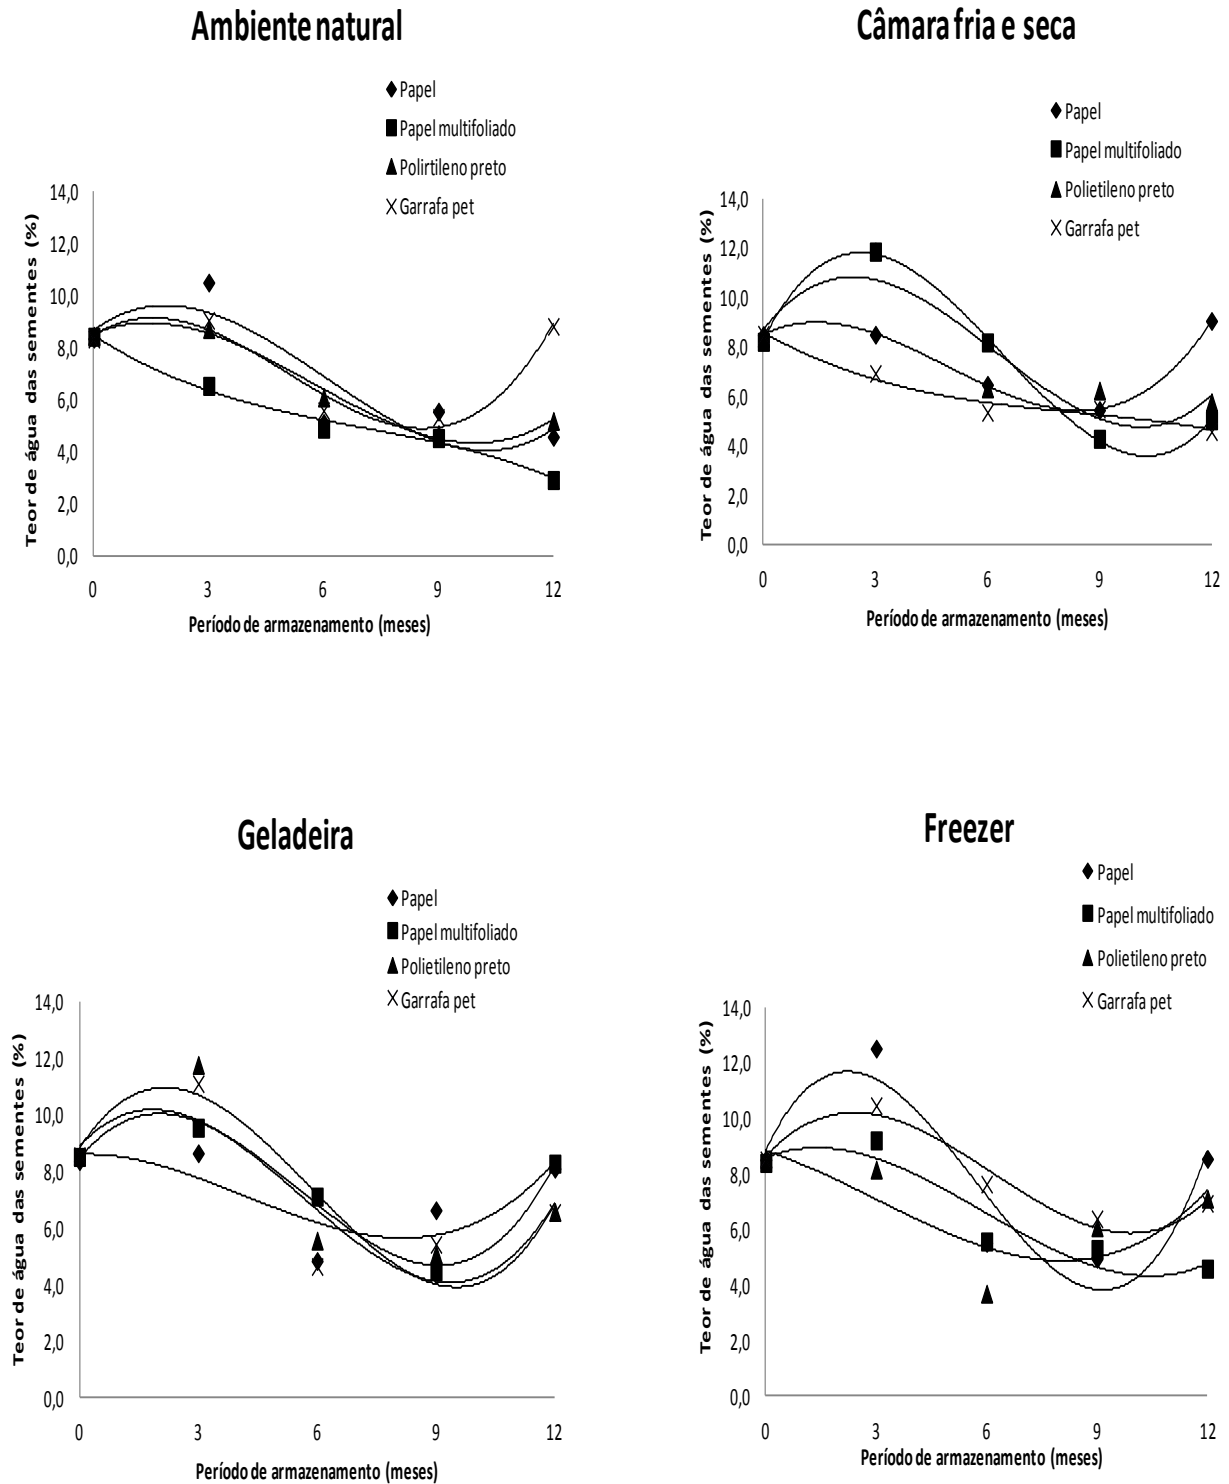 Ambiente natural
Papel
Papel multifoliado
Polirtileno preto
Garrafa pet
14,0
12,0
10,0
8,0
6,0
4,0
2,0
0,0
Teor de água das sementes (%)
0 3 6 9 12
Período de armazenamento (meses)
Câmara fria e seca
Papel
Papel multifoliado
Polietileno preto
Garrafa pet
14,0
12,0
10,0
8,0
6,0
4,0
2,0
0,0
Teor de água das sementes (%)
0 3 6 9 12
Período de armazenamento (meses)
Geladeira
Papel
Papel multifoliado
Polietileno preto
Garrafa pet
14,0
12,0
10,0
8,0
6,0
4,0
2,0
0,0
Teor de água das sementes (%)
0 3 6 9 12
Período de armazenamento (meses)
Freezer
Papel
Papel multifoliado
Polietileno preto
Garrafa pet
14,0
12,0
10,0
8,0
6,0
4,0
2,0
0,0
Teor de água das sementes (%)
0 3 6 9 12
Período de armazenamento (meses)